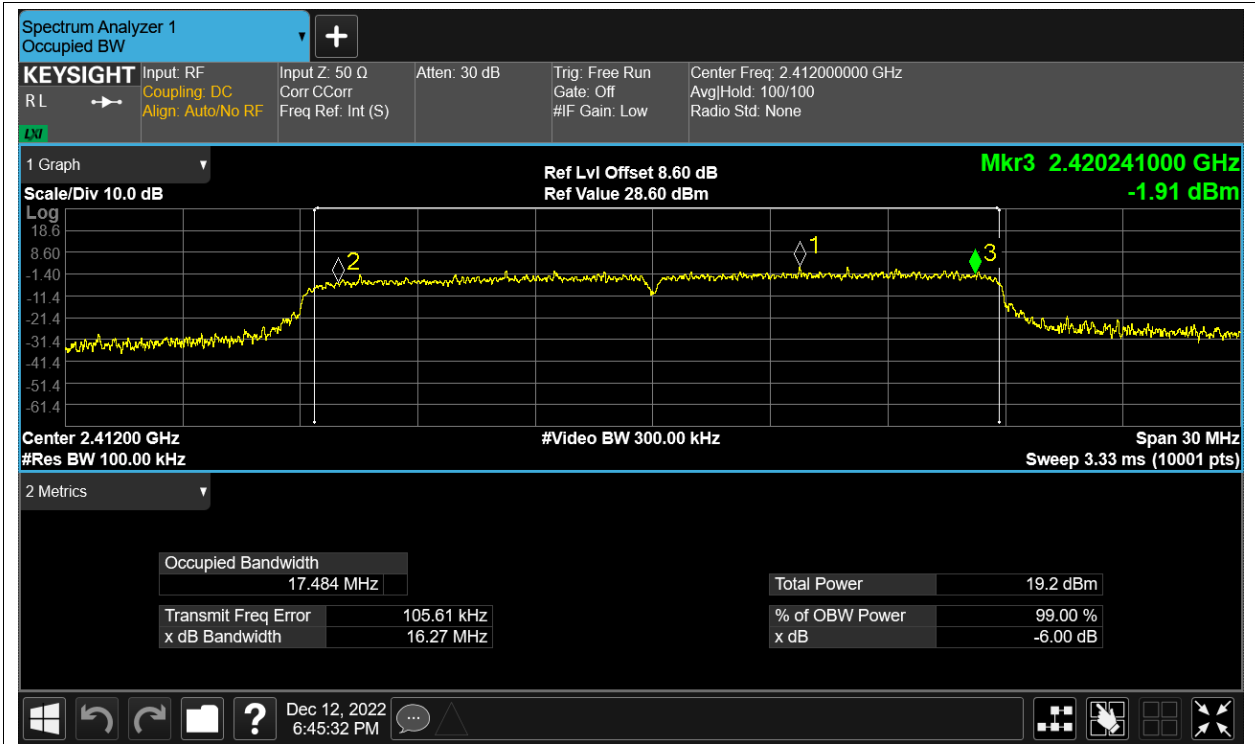 Spectrum Analyzer 1
Occupied BW
KEYSIGHT
R L
LXI
Input: RF
Coupling: DC
Align: Auto/No RF
Input Z: 50 Ω
Corr CCorr
Freq Ref: Int (S)
Atten: 30 dB
Trig: Free Run
Gate: Off
#IF Gain: Low
Center Freq: 2.412000000 GHz
Avg|Hold: 100/100
Radio Std: None
1 Graph
Scale/Div 10.0 dB
Ref Lvl Offset 8.60 dB
Ref Value 28.60 dBm
Mkr3 2.420241000 GHz
-1.91 dBm
Log
18.6
8.60
-1.40
-11.4
-21.4
-31.4
-41.4
-51.4
-61.4
2
1
3
Center 2.41200 GHz
#Video BW 300.00 kHz
Span 30 MHz
#Res BW 100.00 kHz
Sweep 3.33 ms (10001 pts)
2 Metrics
Occupied Bandwidth
17.484 MHz
Transmit Freq Error 105.61 kHz
x dB Bandwidth 16.27 MHz
Total Power 19.2 dBm
% of OBW Power 99.00 %
x dB -6.00 dB
?
Dec 12, 2022
6:45:32 PM